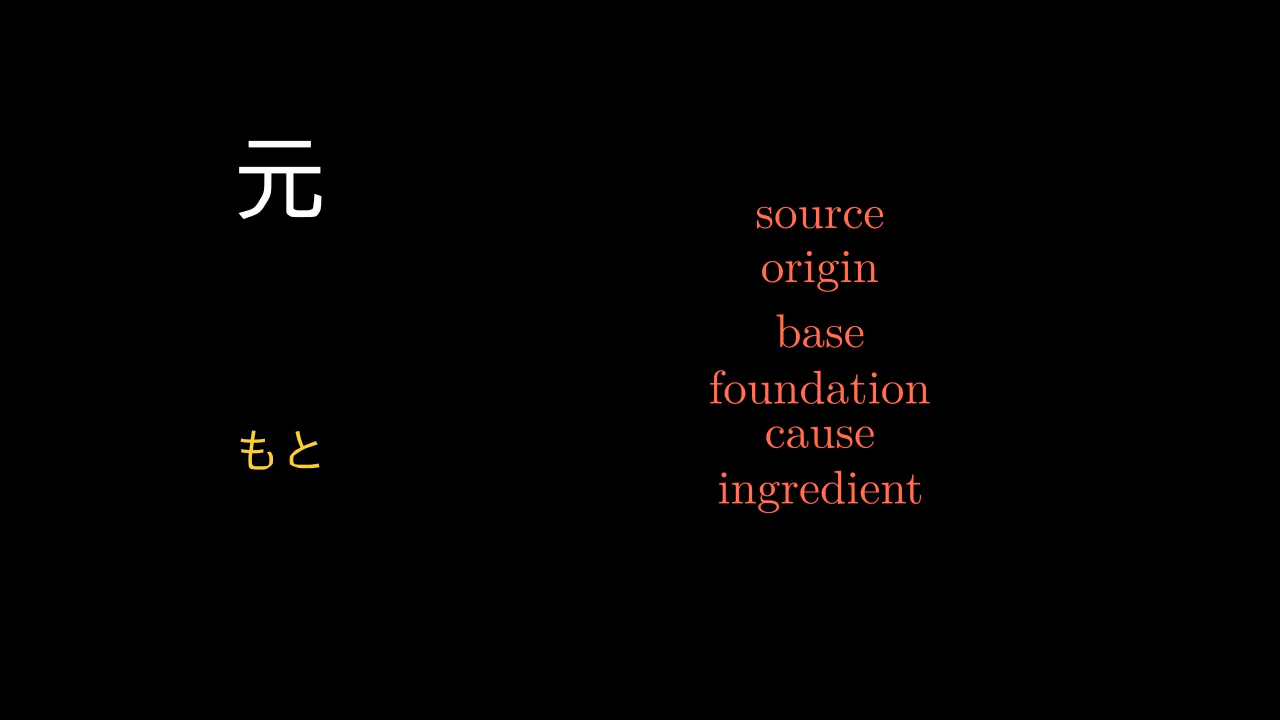 元
もと
source
origin
base
foundation
cause
ingredient